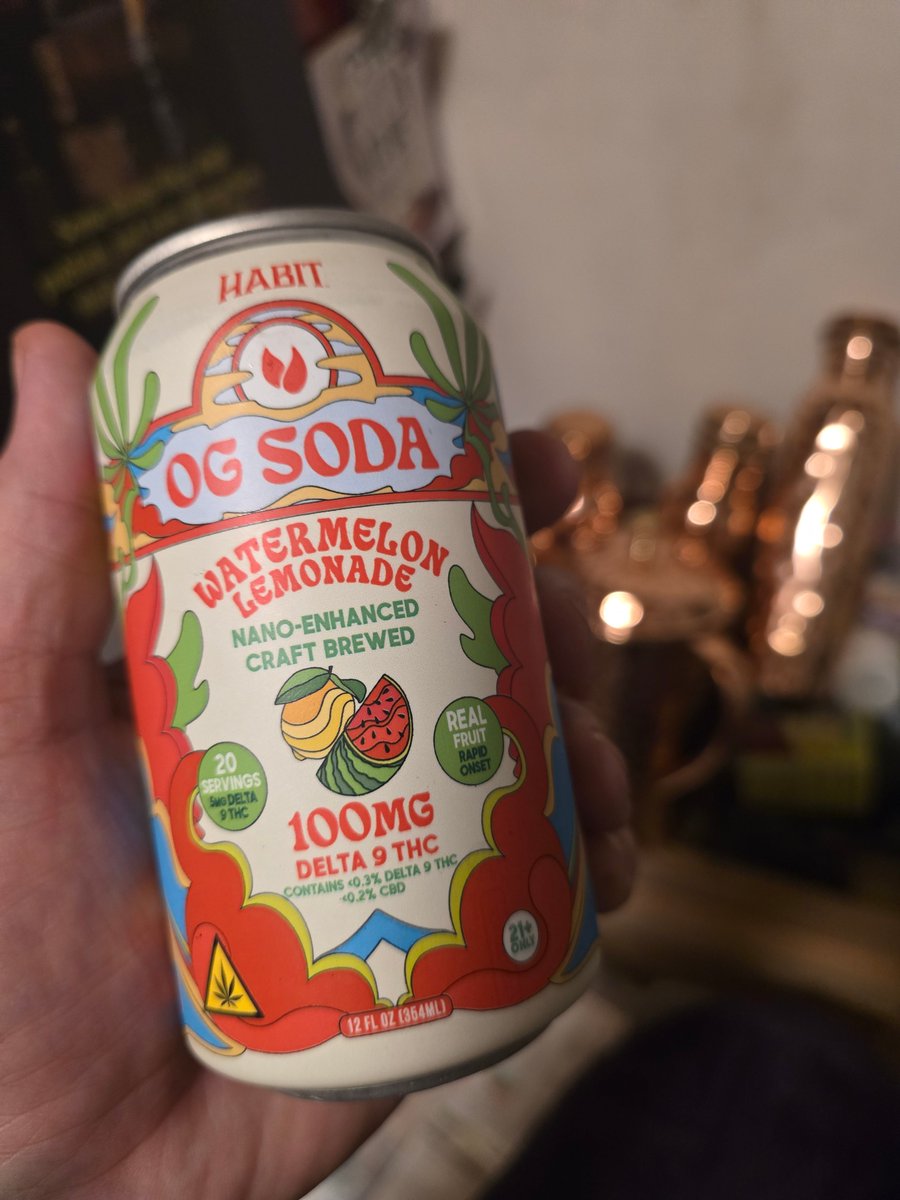 HABIT
OG SODA
WATERMELON
LEMONADE
NANO-ENHANCED
CRAFT BREWED
REAL
FRUIT
RAPID
ONSET
20
SERVINGS
5MG DELTA
9 THC
100MG
DELTA 9 THC
CONTAINS <0.3% DELTA 9 THC
<0.2% CBD
21+
ONLY
12 FL OZ (354ML)